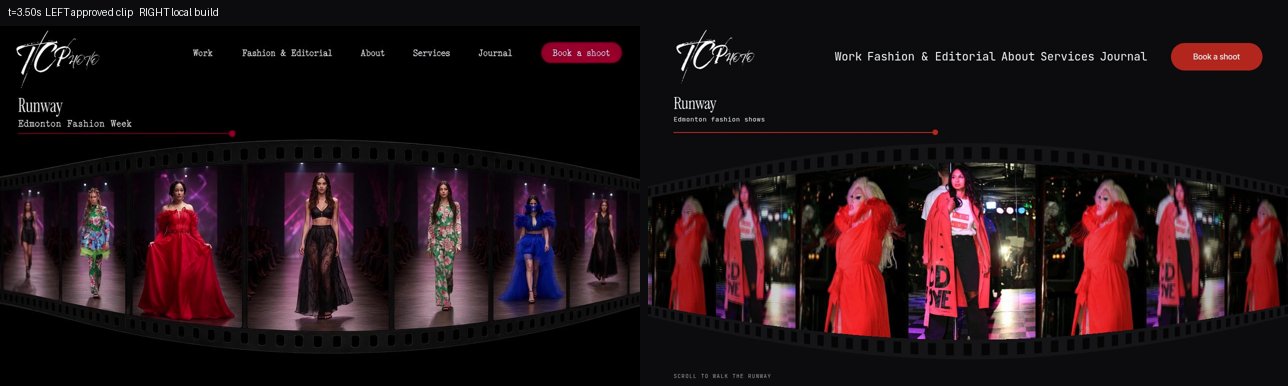 t=3.50s LEFT approved clip RIGHT local build
TCPHOTO
Work Fashion & Editorial About Services Journal Book a shoot
Runway
Edmonton Fashion Week
TCPHOTO
Work Fashion & Editorial About Services Journal Book a shoot
Runway
Edmonton fashion shows
SCROLL TO WALK THE RUNWAY